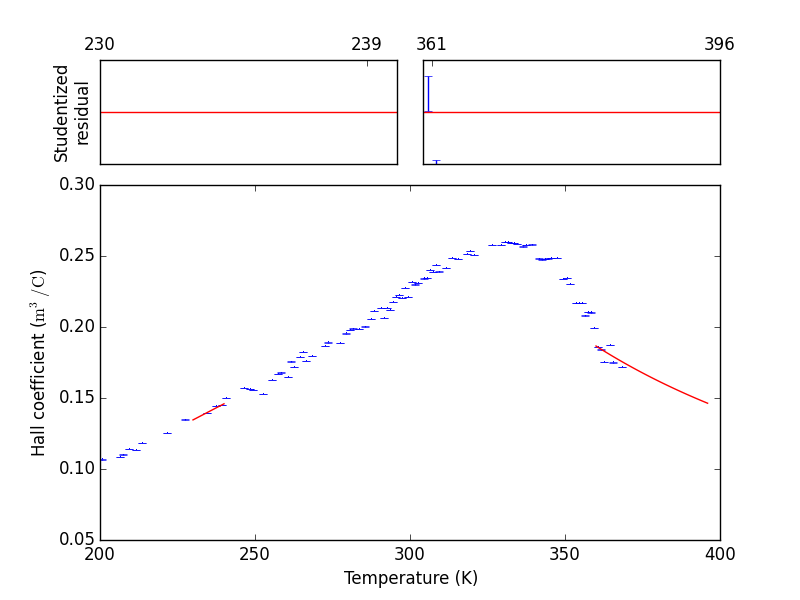 230 239 361 396
Studentized
residual
0.30
0.25
0.20
0.15
0.10
0.05
Hall coefficient (m³ /C)
200 250 300 350 400
Temperature (K)